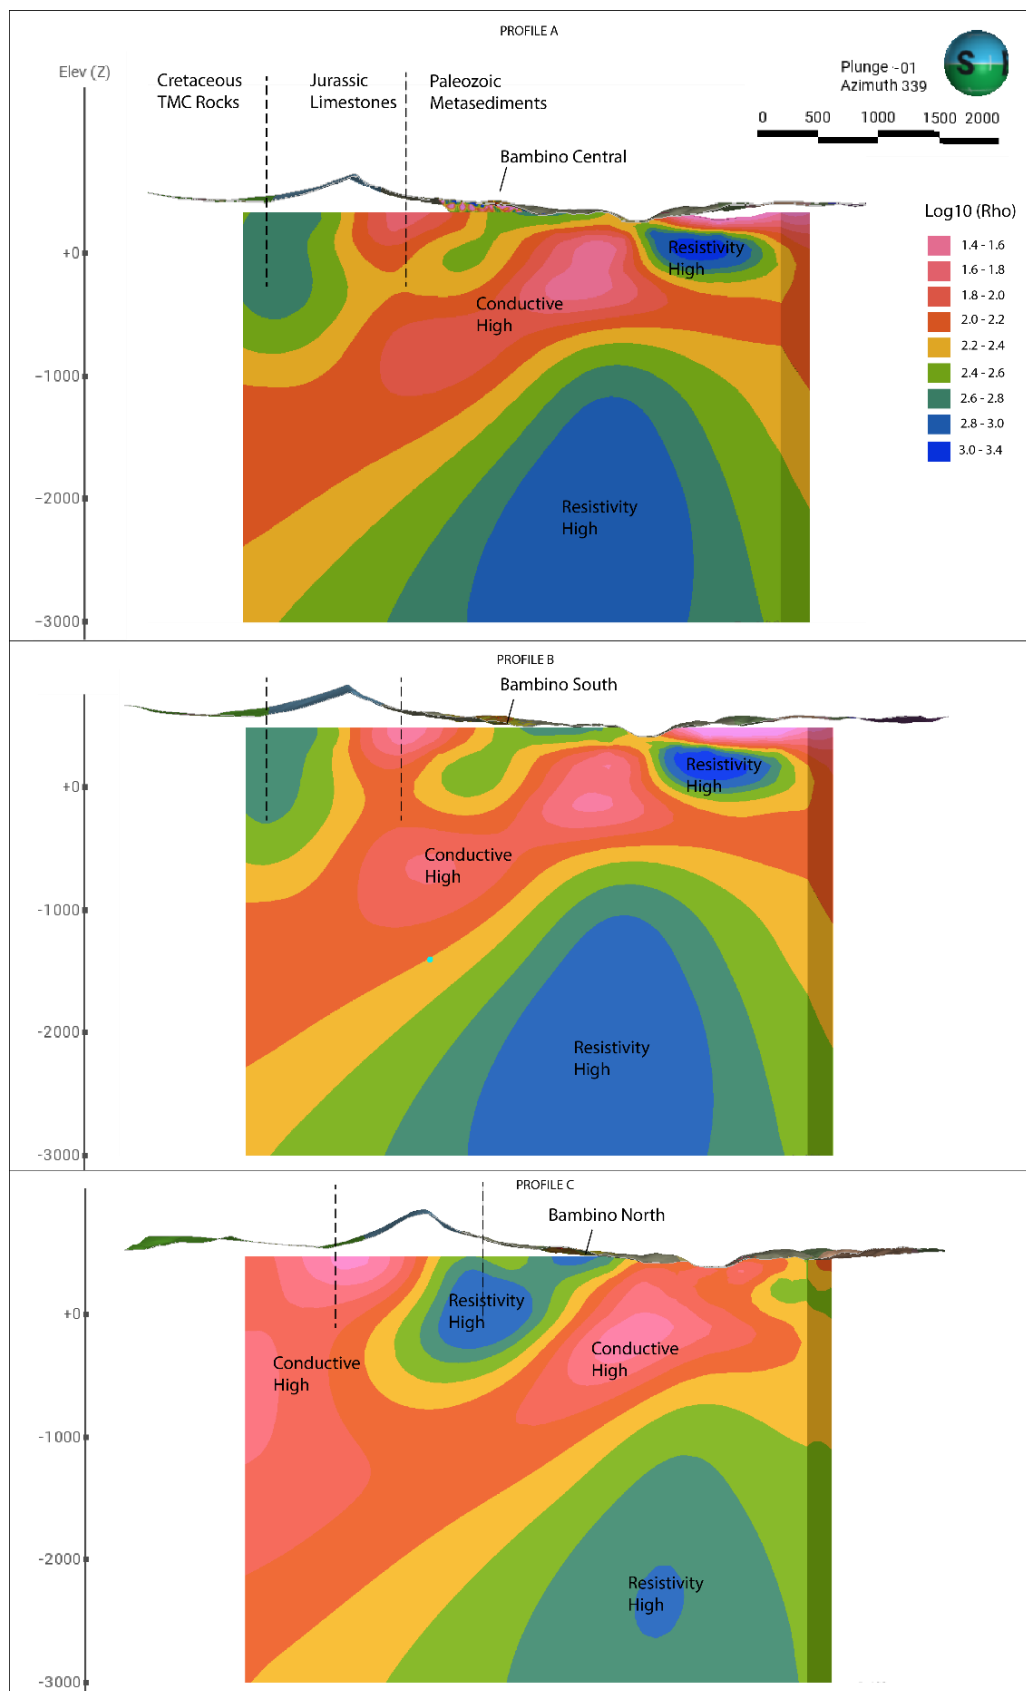 PROFILE A
Elev (Z)
Cretaceous
TMC Rocks
Jurassic
Limestones
Paleozoic
Metasediments
Plunge -01
Azimuth 339
S
0 500 1000 1500 2000
Bambino Central
Log10 (Rho)
1.4 - 1.6
1.6 - 1.8
1.8 - 2.0
2.0 - 2.2
2.2 - 2.4
2.4 - 2.6
2.6 - 2.8
2.8 - 3.0
3.0 - 3.4
+0
-1000
-2000
-3000
Resistivity
High
Conductive
High
Resistivity
High
PROFILE B
Bambino South
+0
-1000
-2000
-3000
Resistivity
High
Conductive
High
Resistivity
High
PROFILE C
Bambino North
+0
-1000
-2000
-3000
Resistivity
High
Conductive
High
Conductive
High
Resistivity
High